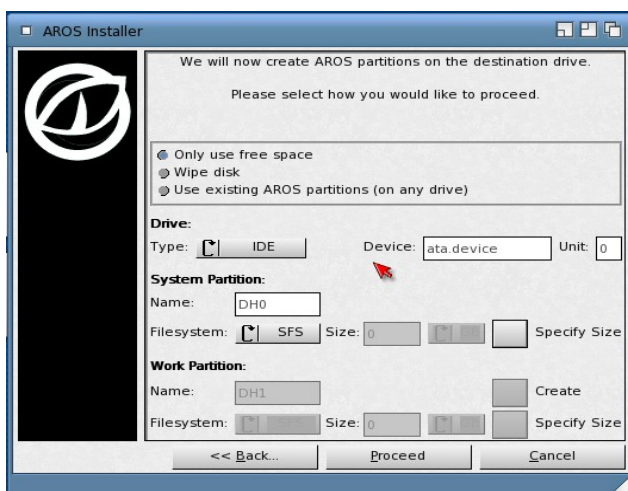 AROS Installer
We will now create AROS partitions on the destination drive.
Please select how you would like to proceed.
Only use free space
Wipe disk
Use existing AROS partitions (on any drive)
Drive:
Type: IDE Device: ata.device Unit: 0
System Partition:
Name: DH0
Filesystem: SFS Size: 0 MB Specify Size
Work Partition:
Name: DH1 Create
Filesystem: SFS Size: 0 MB Specify Size
<< Back... Proceed Cancel